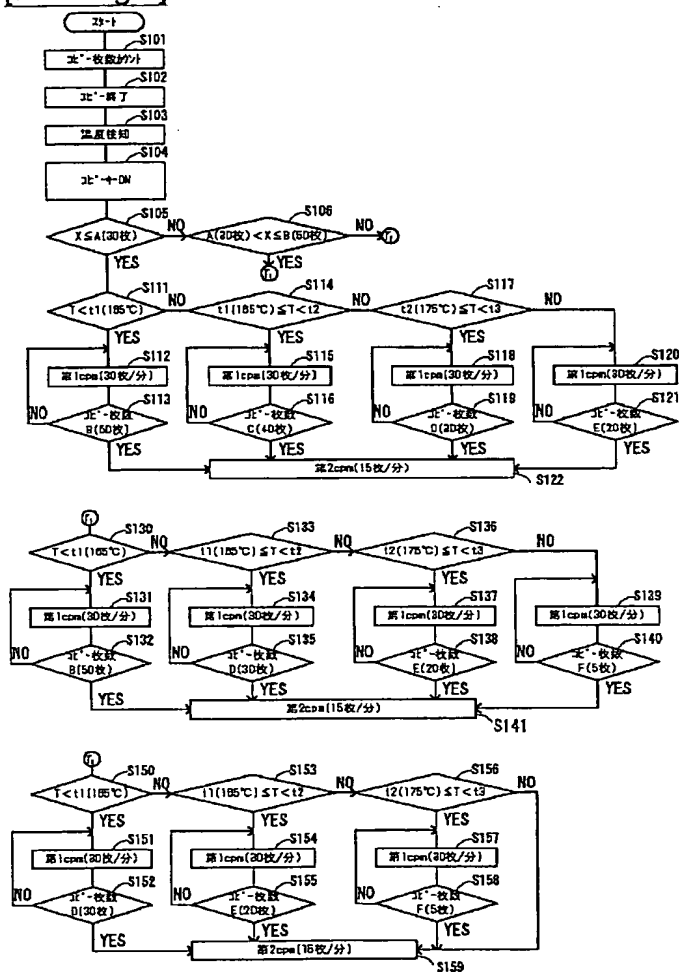 スタート
S101
コピー枚数カウント
S102
コピー終了
S103
温度検知
S104
コピーキーON
S105
X≦A(30枚)
NO
S106
A(30枚)<X≦B(50枚)
NO
YES
YES
S111
T<t1(165℃)
NO
S114
t1(165℃)≦T<t2
NO
S117
t2(175℃)≦T<t3
NO
YES
YES
YES
S112
第1cpm(30枚/分)
S115
第1cpm(30枚/分)
S118
第1cpm(30枚/分)
S120
第1cpm(30枚/分)
S113
コピー枚数
B(50枚)
NO
YES
S116
コピー枚数
C(40枚)
NO
YES
S119
コピー枚数
D(30枚)
NO
YES
S121
コピー枚数
E(20枚)
NO
YES
第2cpm(15枚/分)
S122
S130
T<t1(165℃)
NO
S133
t1(165℃)≦T<t2
NO
S136
t2(175℃)≦T<t3
NO
YES
YES
YES
S131
第1cpm(30枚/分)
S134
第1cpm(30枚/分)
S137
第1cpm(30枚/分)
S139
第1cpm(30枚/分)
S132
コピー枚数
B(50枚)
NO
YES
S135
コピー枚数
D(30枚)
NO
YES
S138
コピー枚数
E(20枚)
NO
YES
S140
コピー枚数
F(5枚)
NO
YES
第2cpm(15枚/分)
S141
S150
T<t1(165℃)
NO
S153
t1(165℃)≦T<t2
NO
S156
t2(175℃)≦T<t3
NO
YES
YES
YES
S151
第1cpm(30枚/分)
S154
第1cpm(30枚/分)
S157
第1cpm(30枚/分)
S152
コピー枚数
D(30枚)
NO
YES
S155
コピー枚数
E(20枚)
NO
YES
S158
コピー枚数
F(5枚)
NO
YES
第2cpm(15枚/分)
S159